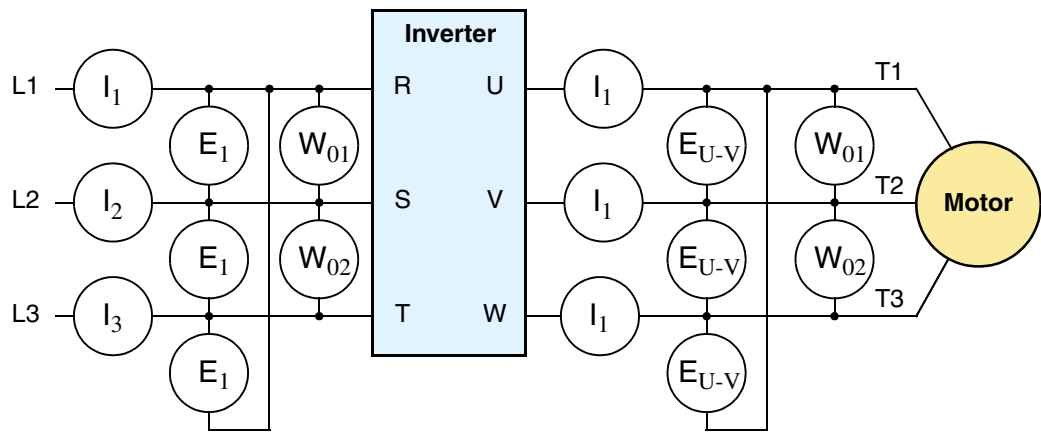 Inverter
L1 I1 R U I1 T1
E1 W01 EU-V W01
L2 I2 S V I1 T2 Motor
E1 W02 EU-V W02
L3 I3 T W I1 T3
E1 EU-V